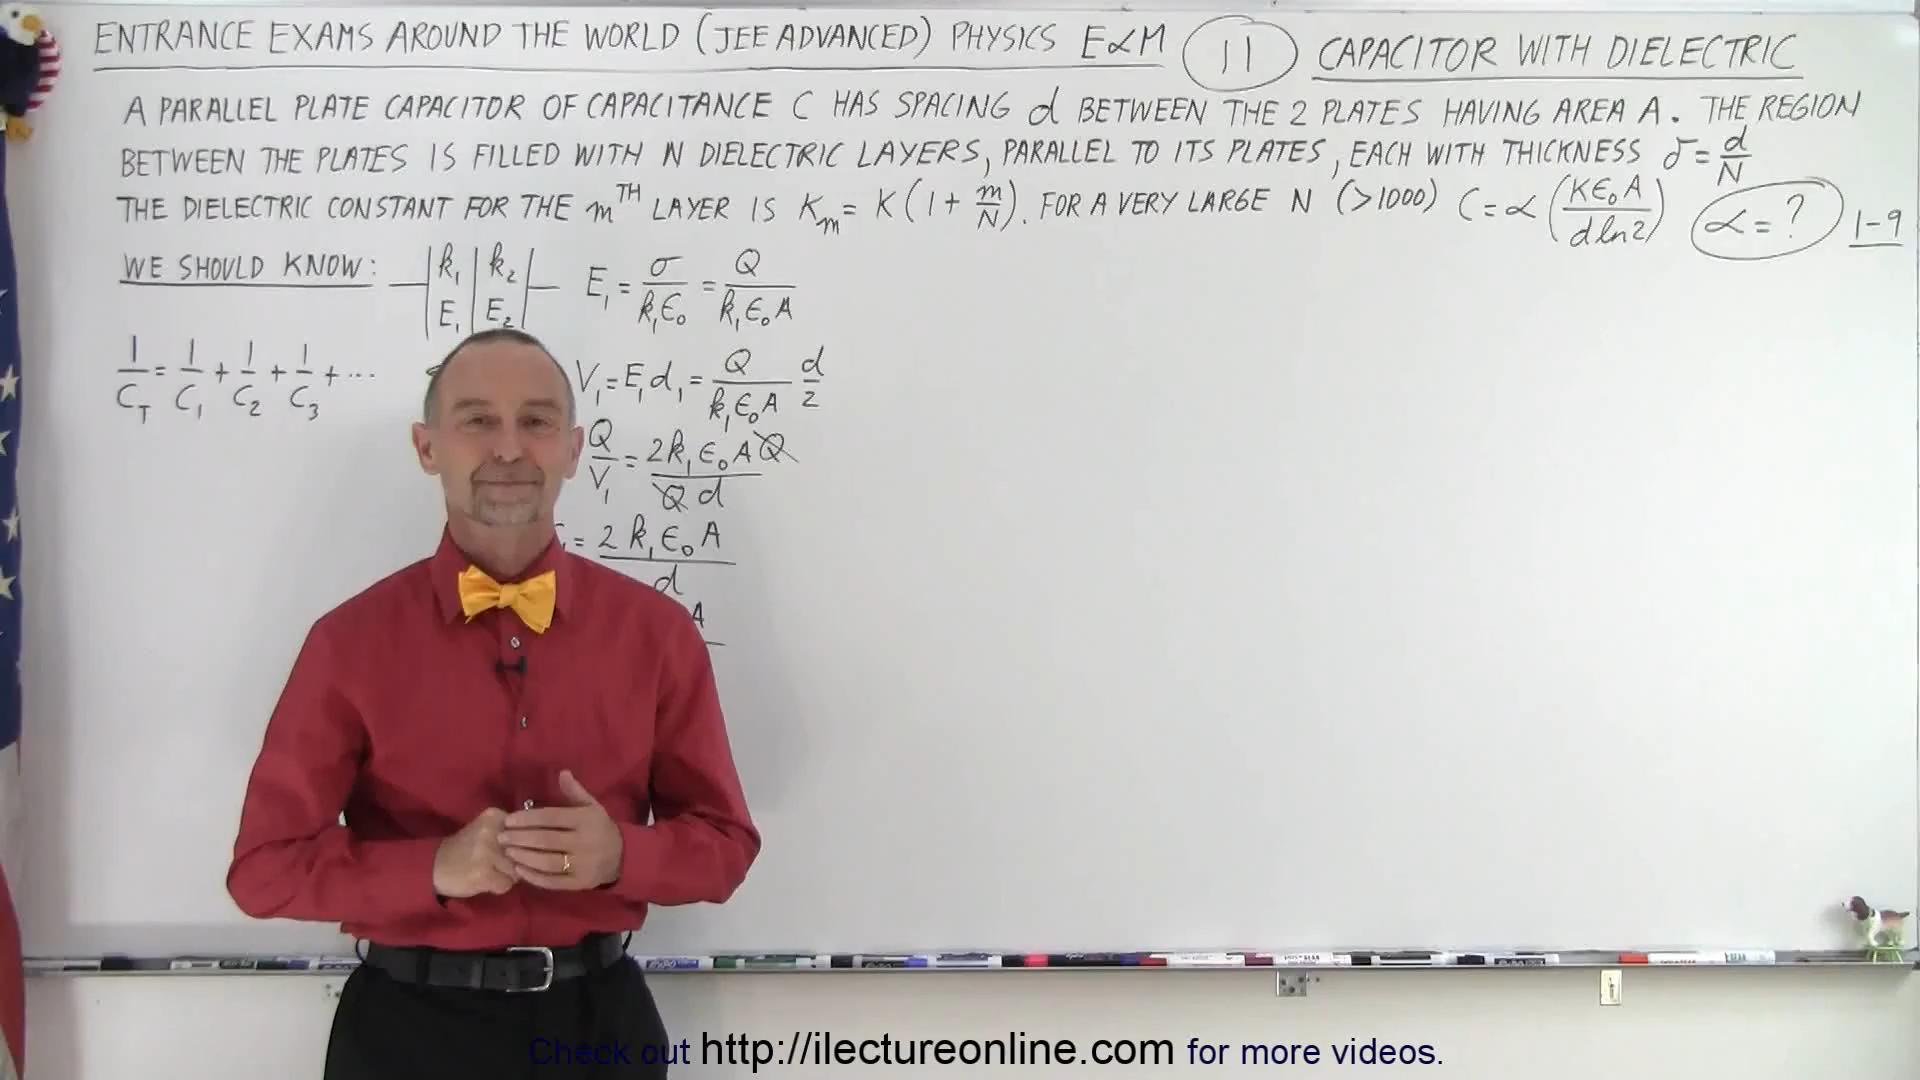 ENTRANCE EXAMS AROUND THE WORLD (JEE ADVANCED) PHYSICS E&M 11 CAPACITOR WITH DIELECTRIC
A PARALLEL PLATE CAPACITOR OF CAPACITANCE C HAS SPACING d BETWEEN THE 2 PLATES HAVING AREA A. THE REGION
BETWEEN THE PLATES IS FILLED WITH N DIELECTRIC LAYERS, PARALLEL TO ITS PLATES, EACH WITH THICKNESS δ = d/N
THE DIELECTRIC CONSTANT FOR THE mTH LAYER IS Km = K(1 + m/N). FOR A VERY LARGE N (>1000) C = α (Kε₀A / d ln2) α = ? 1-9
WE SHOULD KNOW: k₁ k₂ E₁ = σ/k₁ε₀ = Q/k₁ε₀A
E₁ E₂
1/C_T = 1/C₁ + 1/C₂ + 1/C₃ + ... V₁ = E₁d₁ = Q/k₁ε₀A d/2
Q/V₁ = 2k₁ε₀AQ/Qd
= 2k₁ε₀A/d
A
Check out http://ilectureonline.com for more videos.